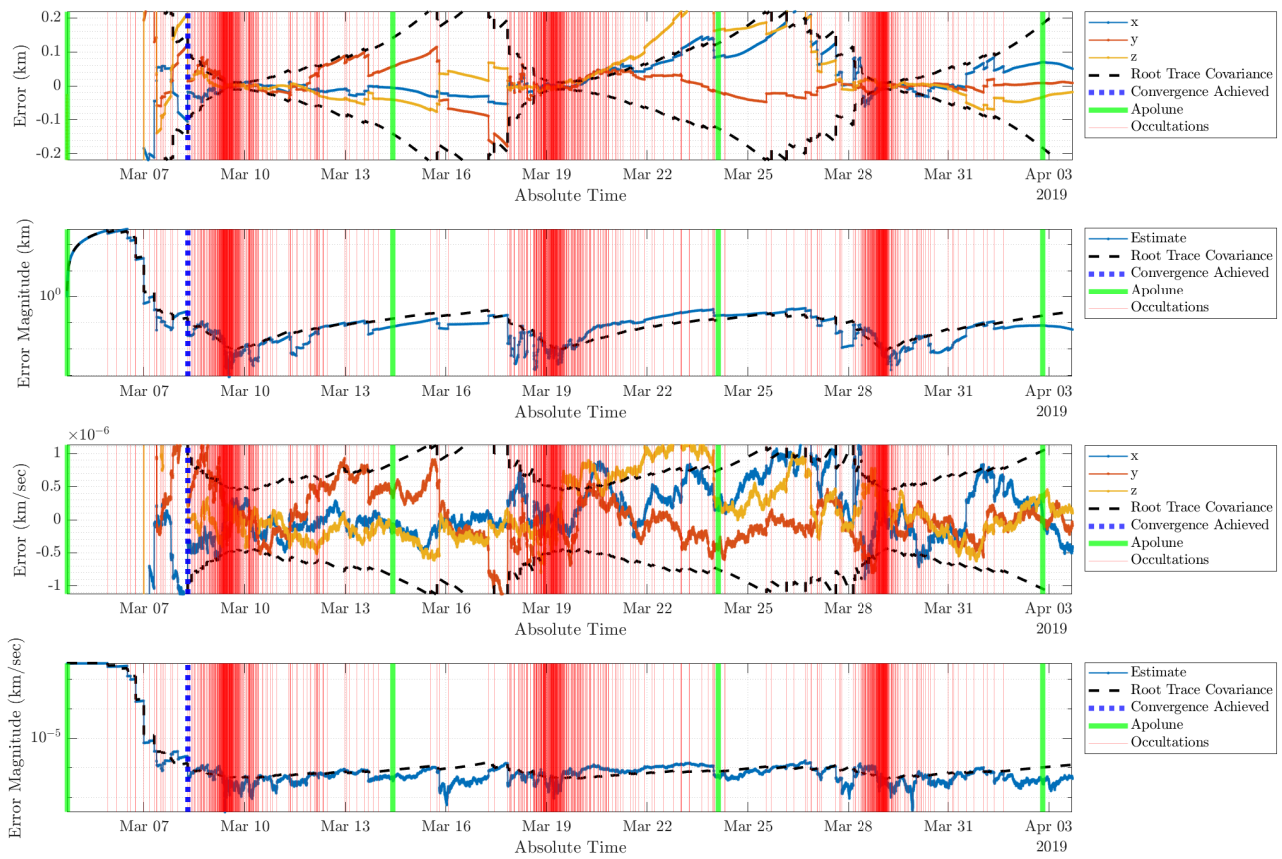 0.2
0.1
0
-0.1
-0.2
Error (km)
Mar 07
Mar 10
Mar 13
Mar 16
Mar 19
Mar 22
Mar 25
Mar 28
Mar 31
Apr 03
2019
Absolute Time
x
y
z
Root Trace Covariance
Convergence Achieved
Apolune
Occultations
10^0
Error Magnitude (km)
Mar 07
Mar 10
Mar 13
Mar 16
Mar 19
Mar 22
Mar 25
Mar 28
Mar 31
Apr 03
2019
Absolute Time
Estimate
Root Trace Covariance
Convergence Achieved
Apolune
Occultations
×10^-6
1
0.5
0
-0.5
-1
Error (km/sec)
Mar 07
Mar 10
Mar 13
Mar 16
Mar 19
Mar 22
Mar 25
Mar 28
Mar 31
Apr 03
2019
Absolute Time
x
y
z
Root Trace Covariance
Convergence Achieved
Apolune
Occultations
10^-5
Error Magnitude (km/sec)
Mar 07
Mar 10
Mar 13
Mar 16
Mar 19
Mar 22
Mar 25
Mar 28
Mar 31
Apr 03
2019
Absolute Time
Estimate
Root Trace Covariance
Convergence Achieved
Apolune
Occultations